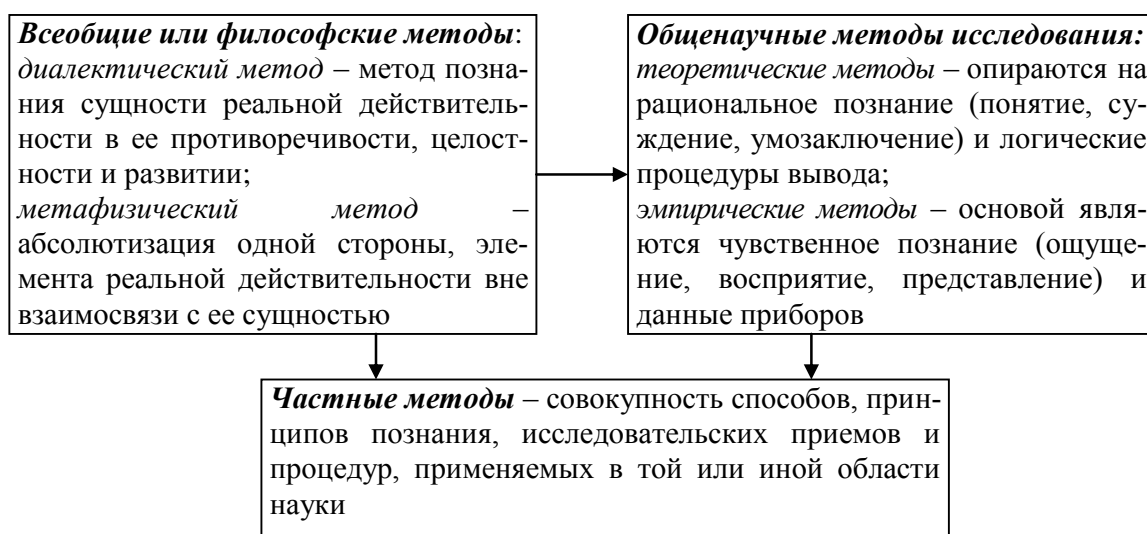 Всеобщие или философские методы:
диалектический метод – метод позна-
ния сущности реальной действитель-
ности в ее противоречивости, целост-
ности и развитии;
метафизический метод –
абсолютизация одной стороны, эле-
мента реальной действительности вне
взаимосвязи с ее сущностью
Общенаучные методы исследования:
теоретические методы – опираются на
рациональное познание (понятие, су-
ждение, умозаключение) и логические
процедуры вывода;
эмпирические методы – основой явля-
ются чувственное познание (ощуще-
ние, восприятие, представление) и
данные приборов
Частные методы – совокупность способов, прин-
ципов познания, исследовательских приемов и
процедур, применяемых в той или иной области
науки